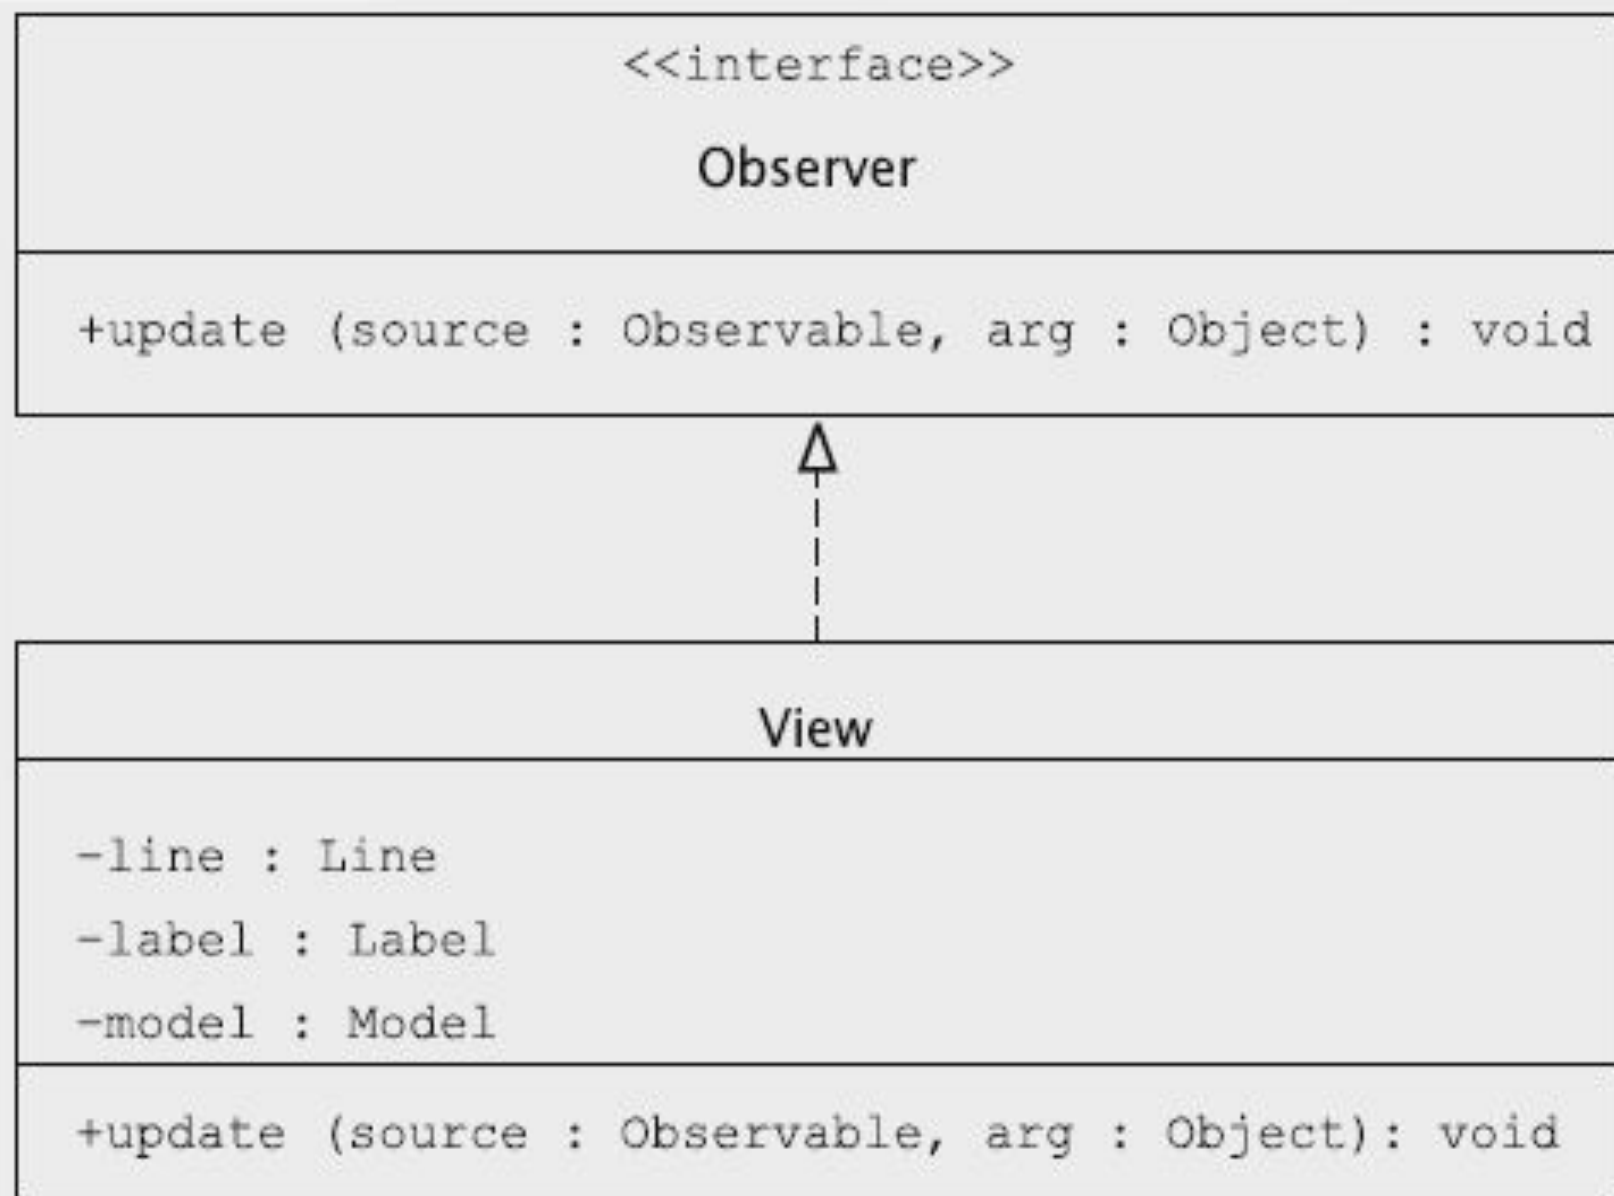 <<interface>>
Observer
+update (source : Observable, arg : Object) : void
View
-line : Line
-label : Label
-model : Model
+update (source : Observable, arg : Object): void